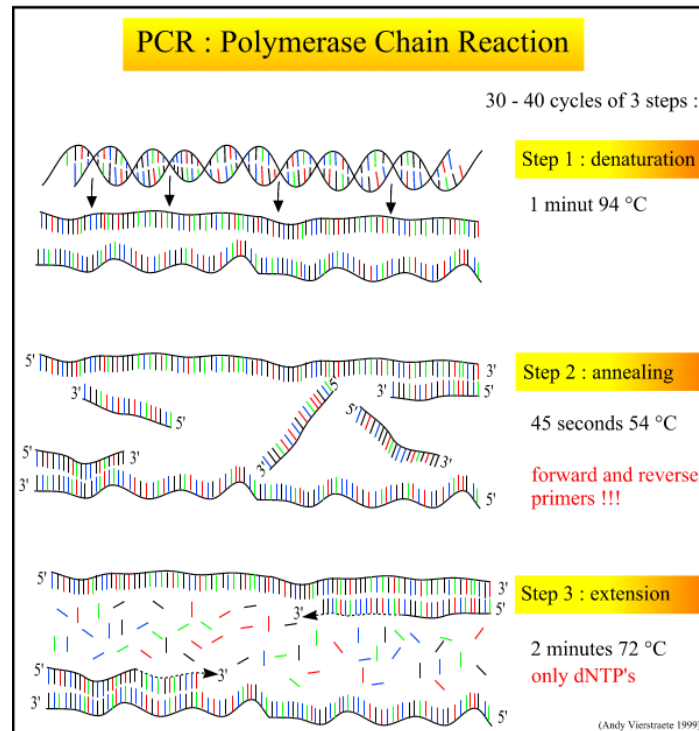 PCR : Polymerase Chain Reaction
30 - 40 cycles of 3 steps :
Step 1 : denaturation
1 minut 94 °C
5'
3'
Step 2 : annealing
3'
5'
5'
5'
5'
45 seconds 54 °C
5'
3'
3'
3'
forward and reverse
primers !!!
3'
5'
5'
3'
Step 3 : extension
3'
5'
2 minutes 72 °C
5'
3'
only dNTP's
3'
5'
(Andy Vierstraete 1999)